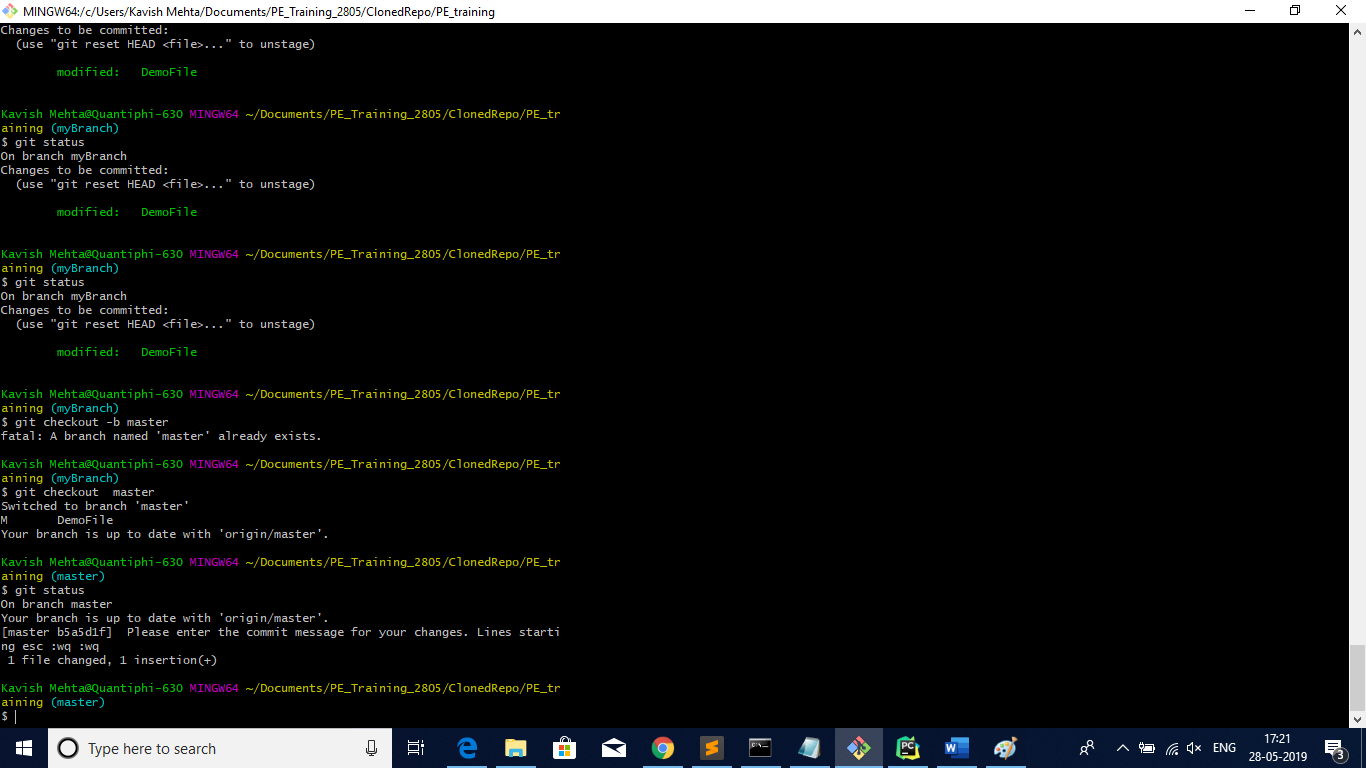 MINGW64:/c/Users/Kavish Mehta/Documents/PE_Training_2805/ClonedRepo/PE_training
Changes to be committed:
  (use "git reset HEAD <file>..." to unstage)
        modified:   DemoFile
Kavish Mehta@Quantiphi-630 MINGW64 ~/Documents/PE_Training_2805/ClonedRepo/PE_tr
aining (myBranch)
$ git status
On branch myBranch
Changes to be committed:
  (use "git reset HEAD <file>..." to unstage)
        modified:   DemoFile
Kavish Mehta@Quantiphi-630 MINGW64 ~/Documents/PE_Training_2805/ClonedRepo/PE_tr
aining (myBranch)
$ git status
On branch myBranch
Changes to be committed:
  (use "git reset HEAD <file>..." to unstage)
        modified:   DemoFile
Kavish Mehta@Quantiphi-630 MINGW64 ~/Documents/PE_Training_2805/ClonedRepo/PE_tr
aining (myBranch)
$ git checkout -b master
fatal: A branch named 'master' already exists.
Kavish Mehta@Quantiphi-630 MINGW64 ~/Documents/PE_Training_2805/ClonedRepo/PE_tr
aining (myBranch)
$ git checkout  master
Switched to branch 'master'
M       DemoFile
Your branch is up to date with 'origin/master'.
Kavish Mehta@Quantiphi-630 MINGW64 ~/Documents/PE_Training_2805/ClonedRepo/PE_tr
aining (master)
$ git status
On branch master
Your branch is up to date with 'origin/master'.
[master b5a5d1f]  Please enter the commit message for your changes. Lines starti
ng esc :wq :wq
 1 file changed, 1 insertion(+)
Kavish Mehta@Quantiphi-630 MINGW64 ~/Documents/PE_Training_2805/ClonedRepo/PE_tr
aining (master)
$
Type here to search
PC
W
ENG
17:21
28-05-2019
3